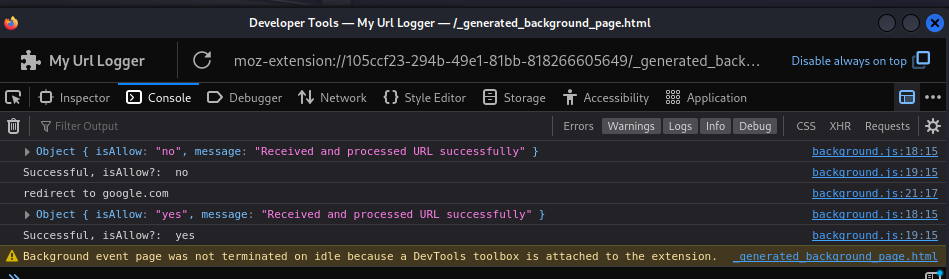 Developer Tools — My Url Logger — /_generated_background_page.html
My Url Logger moz-extension://105ccf23-294b-49e1-81bb-818266605649/_generated_back... Disable always on top
Inspector Console Debugger Network Style Editor Storage Accessibility Application
Filter Output Errors Warnings Logs Info Debug CSS XHR Requests
Object { isAllow: "no", message: "Received and processed URL successfully" } background.js:18:15
Successful, isAllow?: no background.js:19:15
redirect to google.com background.js:21:17
Object { isAllow: "yes", message: "Received and processed URL successfully" } background.js:18:15
Successful, isAllow?: yes background.js:19:15
Background event page was not terminated on idle because a DevTools toolbox is attached to the extension. _generated_background_page.html